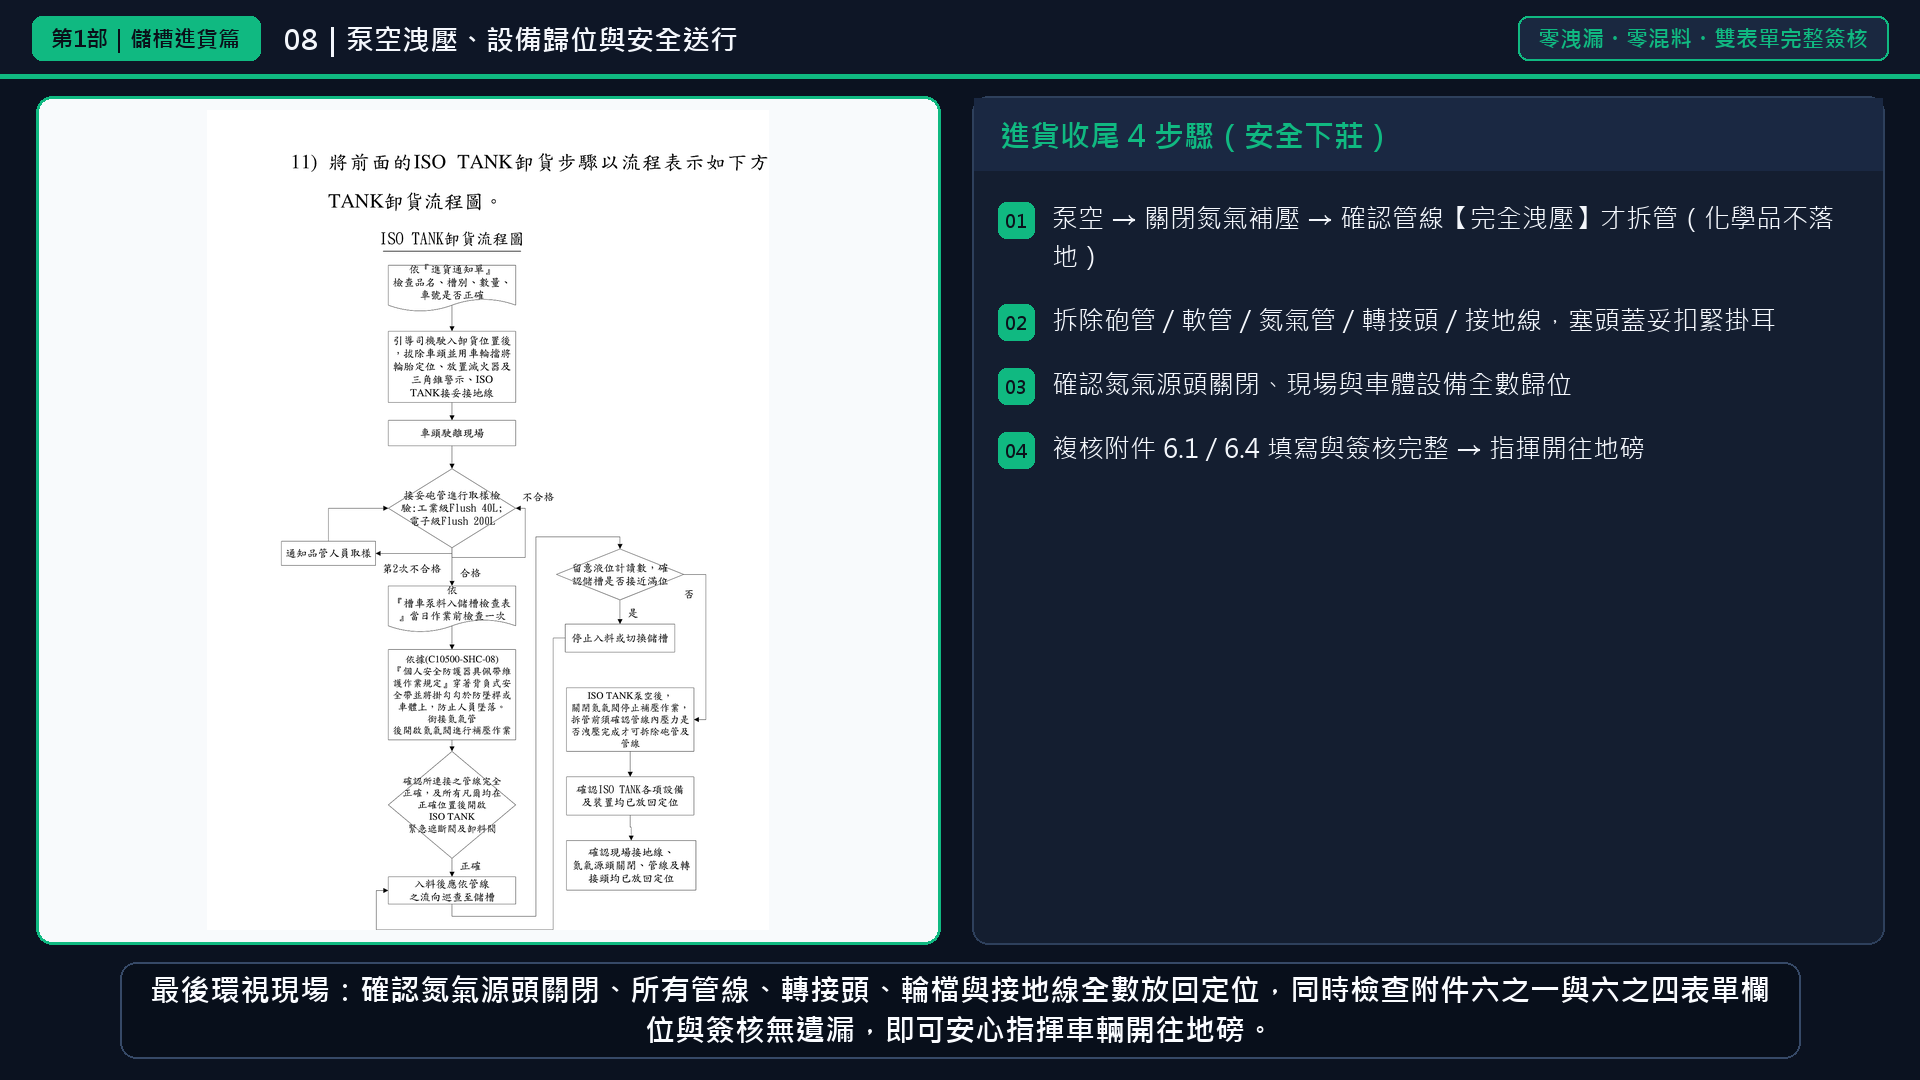 第1部｜儲槽進貨篇
08｜泵空洩壓、設備歸位與安全送行
零洩漏・零混料・雙表單完整簽核
11) 將前面的ISO TANK卸貨步驟以流程表示如下方
TANK卸貨流程圖。
ISO TANK卸貨流程圖
依『進貨通知單』
檢查品名、槽別、數量、
車號是否正確
引導司機駛入卸貨位置後
，拔除車頭並用車輪擋將
輪胎定位、放置滅火器及
三角錐警示、ISO
TANK接妥接地線
車頭駛離現場
接妥砲管進行取樣檢
驗:工業級Flush 40L;
電子級Flush 200L
不合格
通知品管人員取樣
第2次不合格
合格
依
『槽車泵料入儲槽檢查表
』當日作業前檢查一次
依據(C10500-SHC-08)
『個人安全防護器具佩帶維
護作業規定』穿著背負式安
全帶並將掛勾勾於防墜桿或
車體上，防止人員墜落。
銜接氮氣管
後開啟氮氣閥進行補壓作業
確認所連接之管線完全
正確，及所有凡爾均在
正確位置後開啟
ISO TANK
緊急遮斷閥及卸料閥
正確
入料後應依管線
之流向巡查至儲槽
留意液位計讀數，確
認儲槽是否接近滿位
否
是
停止入料或切換儲槽
ISO TANK泵空後，
關閉氮氣閥停止補壓作業，
拆管前須確認管線內壓力是
否洩壓完成才可拆除砲管及
管線
確認ISO TANK各項設備
及裝置均已放回定位
確認現場接地線、
氮氣源頭關閉、管線及轉
接頭均已放回定位
進貨收尾 4 步驟（安全下莊）
01 泵空 → 關閉氮氣補壓 → 確認管線【完全洩壓】才拆管（化學品不落
地）
02 拆除砲管 / 軟管 / 氮氣管 / 轉接頭 / 接地線，塞頭蓋妥扣緊掛耳
03 確認氮氣源頭關閉、現場與車體設備全數歸位
04 複核附件 6.1 / 6.4 填寫與簽核完整 → 指揮開往地磅
最後環視現場：確認氮氣源頭關閉、所有管線、轉接頭、輪檔與接地線全數放回定位，同時檢查附件六之一與六之四表單欄
位與簽核無遺漏，即可安心指揮車輛開往地磅。